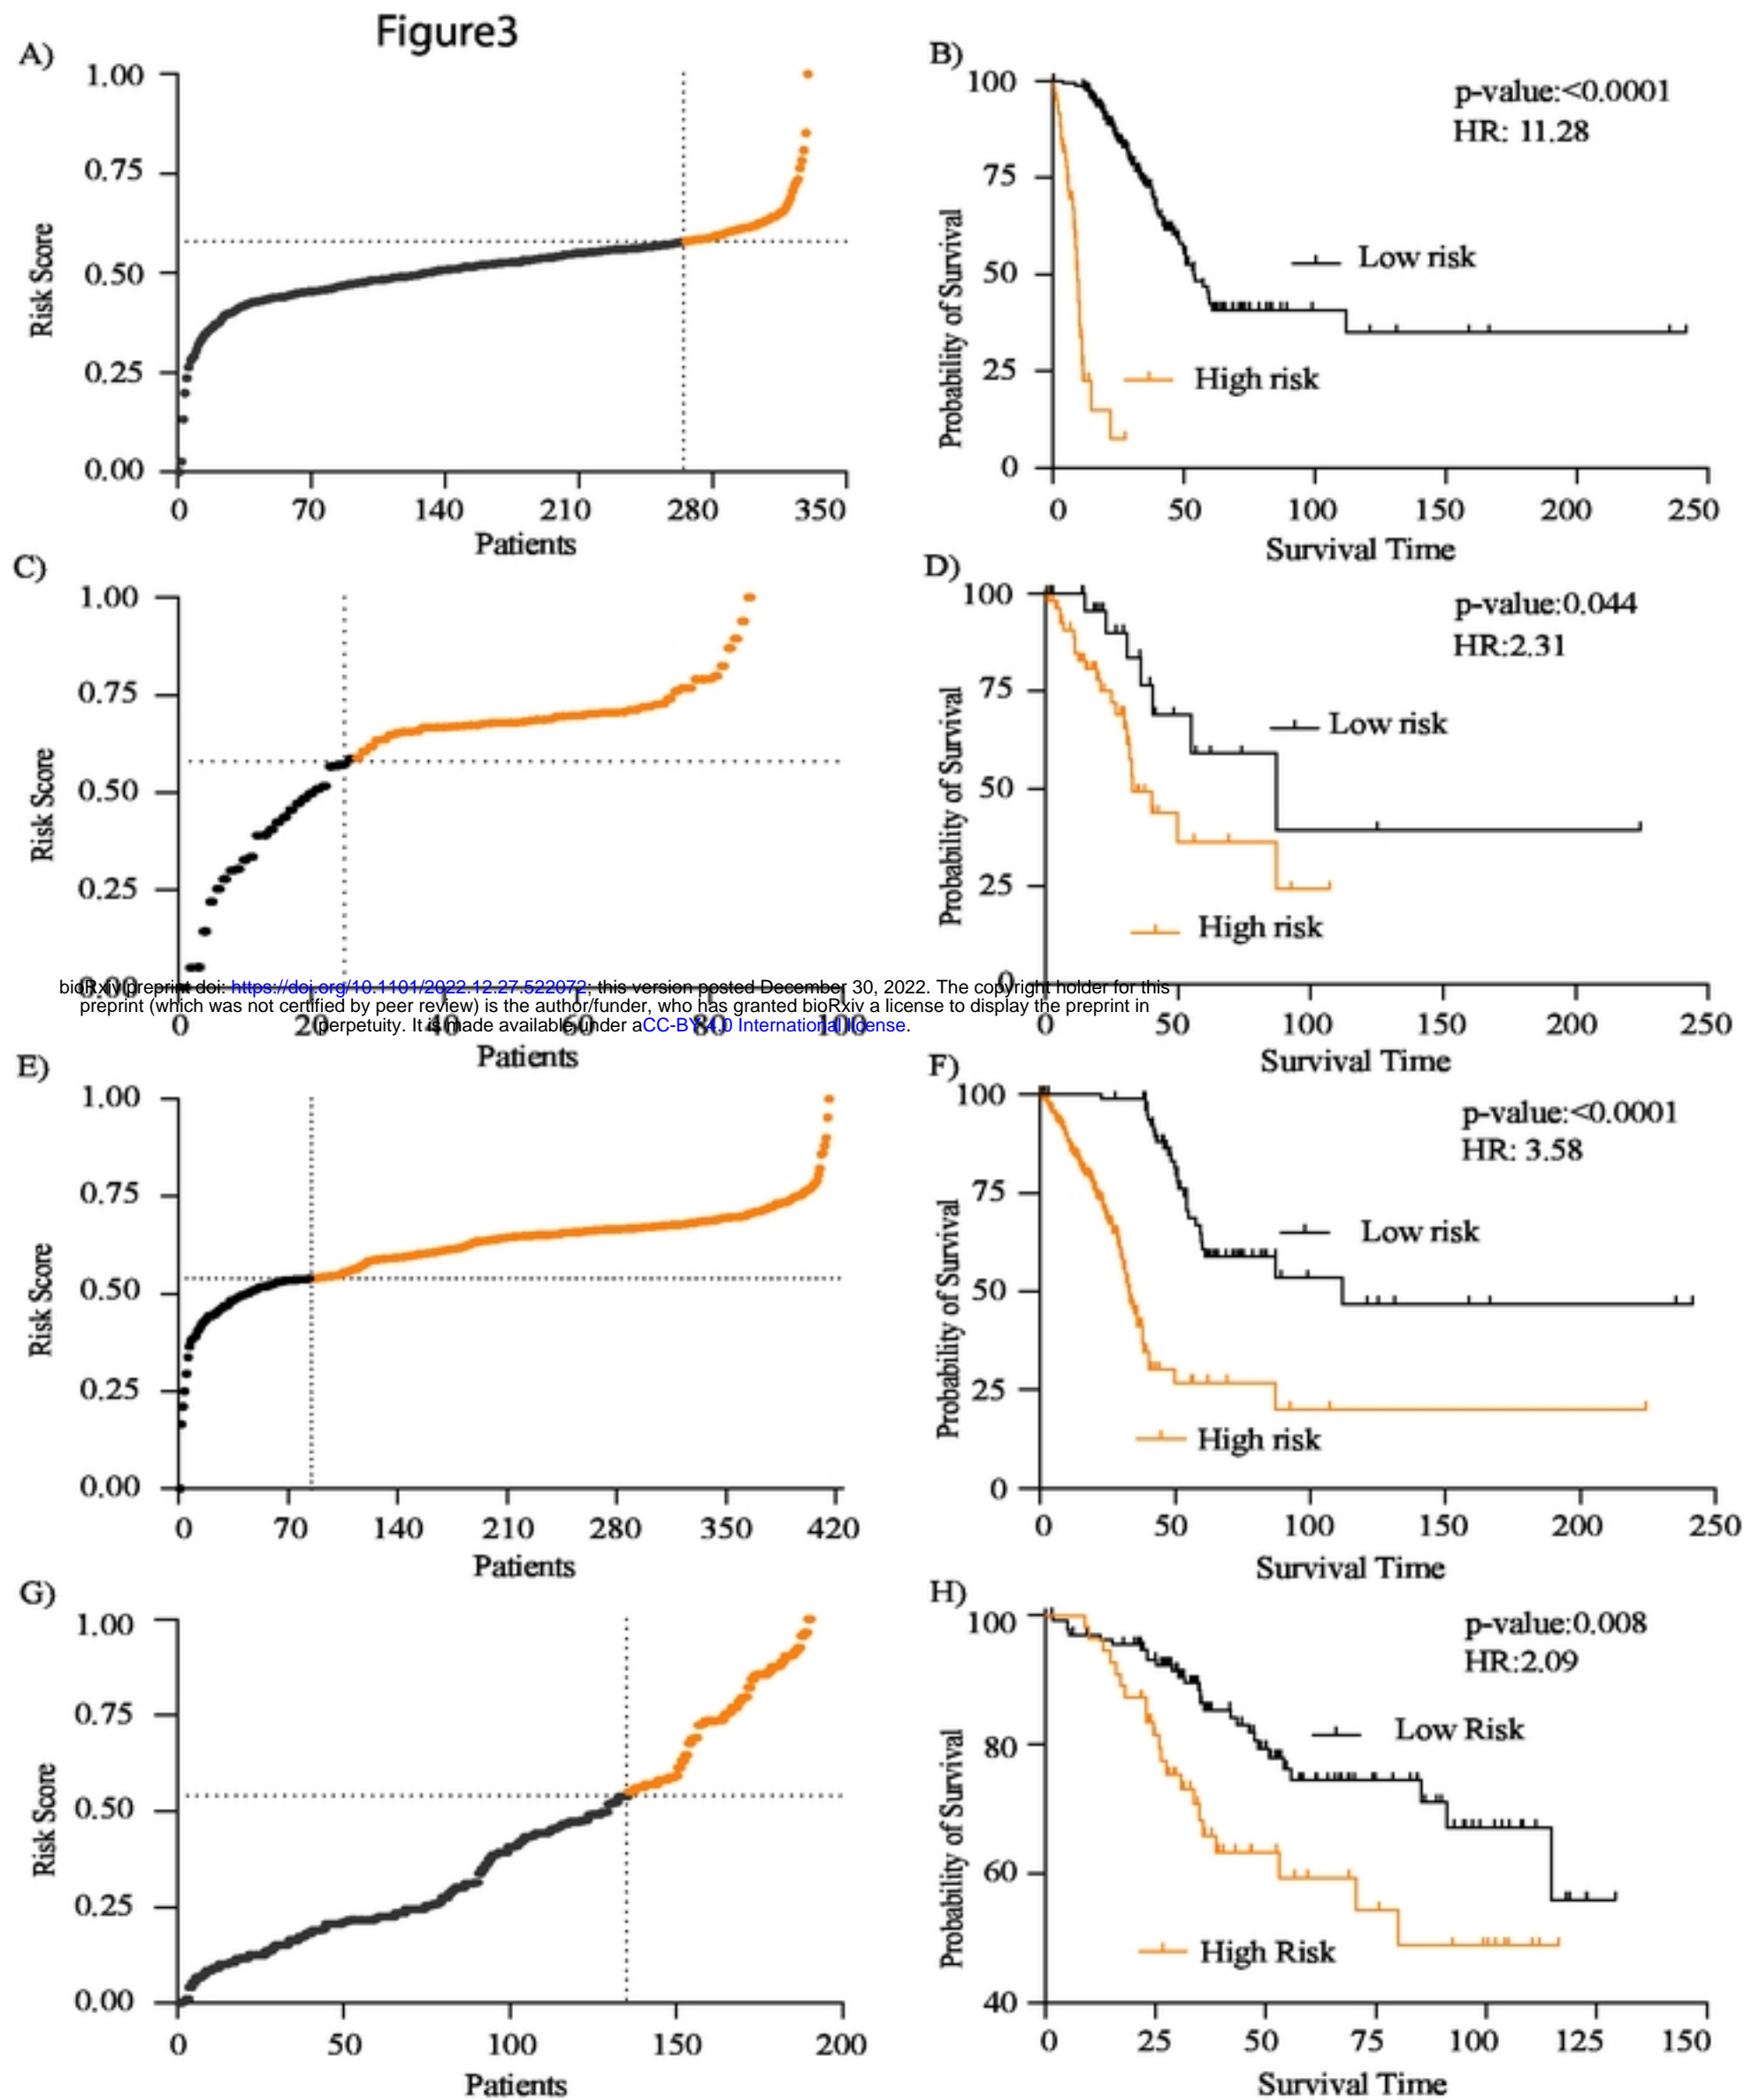 Figure3
A)
1.00
0.75
0.50
0.25
0.00
Risk Score
0 70 140 210 280 350
Patients
B)
100
75
50
25
0
Probability of Survival
p-value:<0.0001
HR: 11.28
Low risk
High risk
0 50 100 150 200 250
Survival Time
C)
1.00
0.75
0.50
0.25
0.00
Risk Score
0 20 40 60 80 100
Patients
D)
100
75
50
25
0
Probability of Survival
p-value:0.044
HR:2.31
Low risk
High risk
0 50 100 150 200 250
Survival Time
bioRxiv preprint doi: https://doi.org/10.1101/2022.12.27.522072; this version posted December 30, 2022. The copyright holder for this
preprint (which was not certified by peer review) is the author/funder, who has granted bioRxiv a license to display the preprint in
perpetuity. It is made available under aCC-BY 4.0 International license.
E)
1.00
0.75
0.50
0.25
0.00
Risk Score
0 70 140 210 280 350 420
Patients
F)
100
75
50
25
0
Probability of Survival
p-value:<0.0001
HR: 3.58
Low risk
High risk
0 50 100 150 200 250
Survival Time
G)
1.00
0.75
0.50
0.25
0.00
Risk Score
0 50 100 150 200
Patients
H)
100
80
60
40
Probability of Survival
p-value:0.008
HR:2.09
Low Risk
High Risk
0 25 50 75 100 125 150
Survival Time